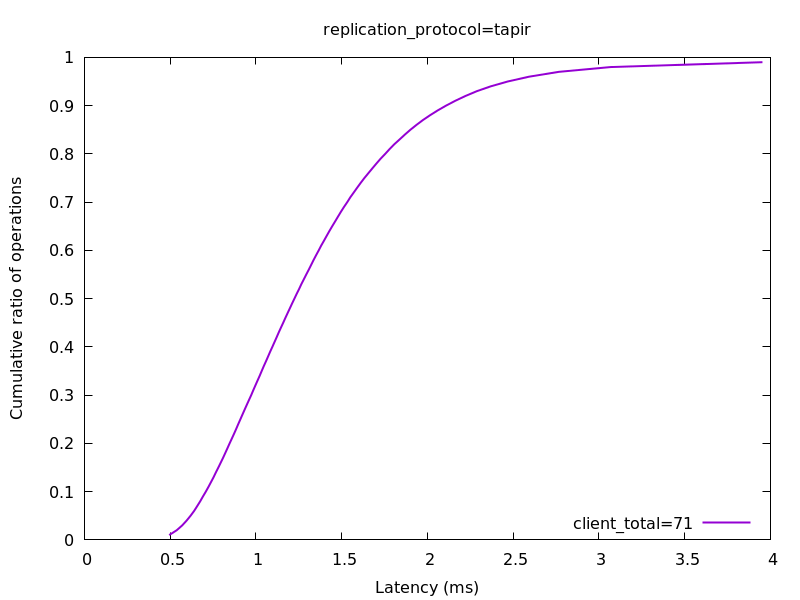 replication_protocol=tapir
1
0.9
0.8
0.7
0.6
0.5
0.4
0.3
0.2
0.1
0
Cumulative ratio of operations
client_total=71
0 0.5 1 1.5 2 2.5 3 3.5 4
Latency (ms)